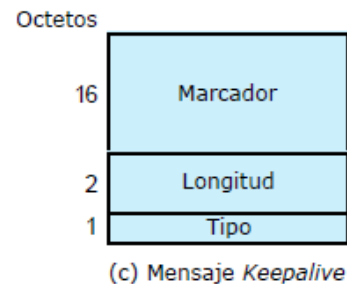 Octetos
16 Marcador
2 Longitud
1 Tipo
(c) Mensaje Keepalive